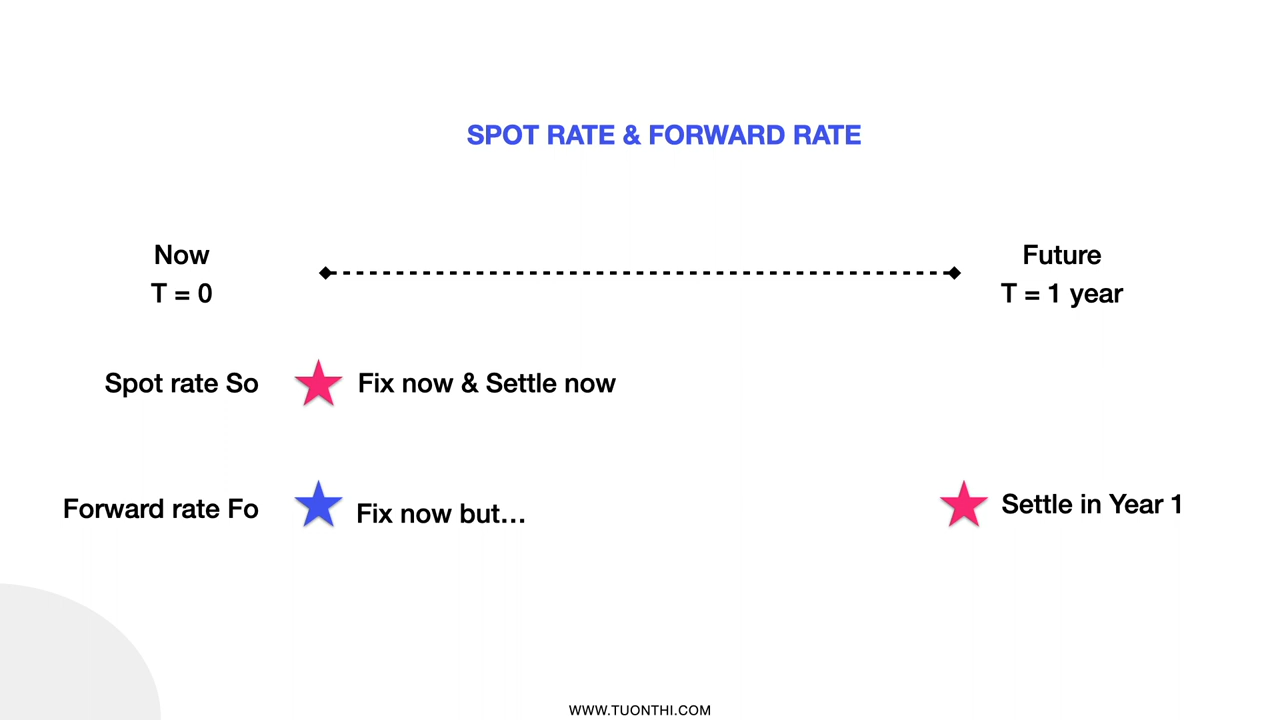 SPOT RATE & FORWARD RATE
Now
T = 0
Future
T = 1 year
Spot rate So
Fix now & Settle now
Forward rate Fo
Fix now but…
Settle in Year 1
WWW.TUONTHI.COM